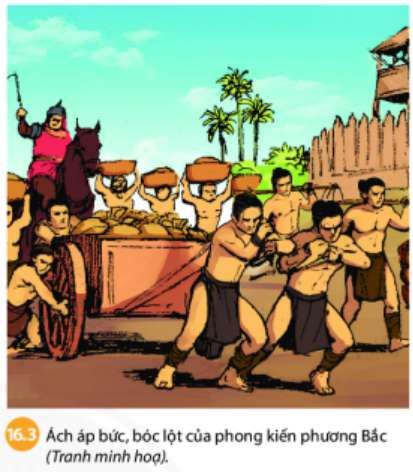 16.3 Ách áp bức, bóc lột của phong kiến phương Bắc
(Tranh minh hoạ).